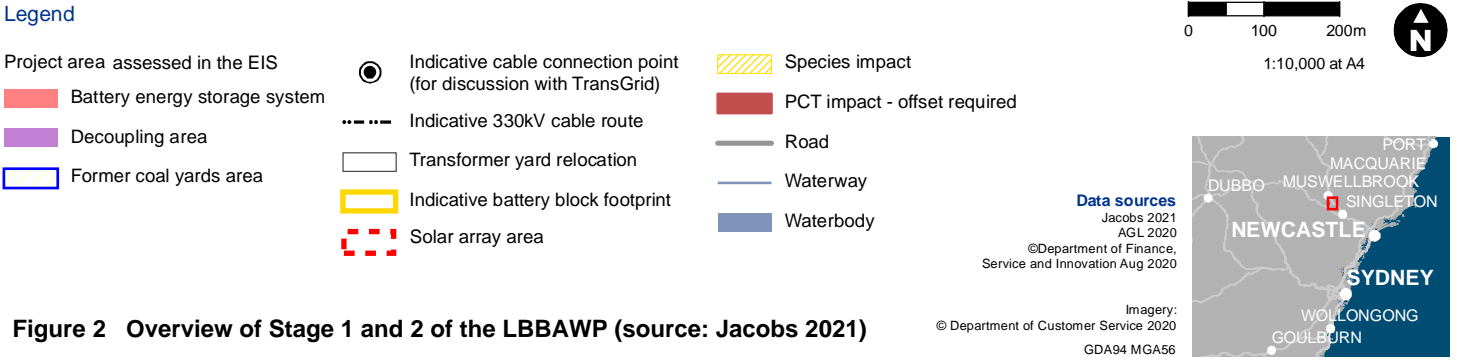 Legend
Project area assessed in the EIS
Battery energy storage system
Decoupling area
Former coal yards area
Indicative cable connection point
(for discussion with TransGrid)
Indicative 330kV cable route
Transformer yard relocation
Indicative battery block footprint
Solar array area
Species impact
PCT impact - offset required
Road
Waterway
Waterbody
0 100 200m
N
1:10,000 at A4
Data sources
Jacobs 2021
AGL 2020
©Department of Finance,
Service and Innovation Aug 2020
Imagery:
© Department of Customer Service 2020
GDA94 MGA56
PORT
MACQUARIE
DUBBO
MUSWELLBROOK
SINGLETON
NEWCASTLE
SYDNEY
WOLLONGONG
GOULBURN
Figure 2 Overview of Stage 1 and 2 of the LBBAWP (source: Jacobs 2021)